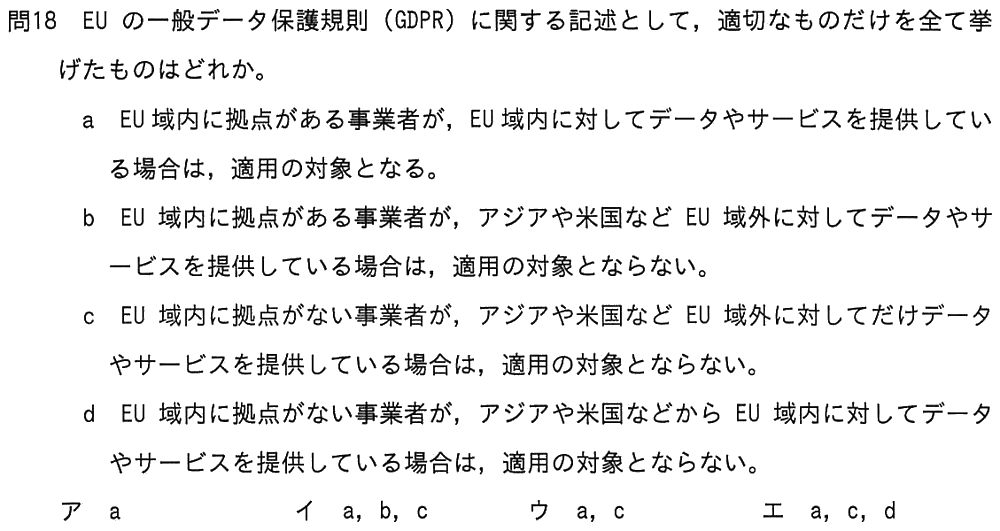 問18 EU の一般データ保護規則（GDPR）に関する記述として，適切なものだけを全て挙
げたものはどれか。
a EU域内に拠点がある事業者が，EU域内に対してデータやサービスを提供してい
る場合は，適用の対象となる。
b EU 域内に拠点がある事業者が，アジアや米国など EU 域外に対してデータやサ
ービスを提供している場合は，適用の対象とならない。
c EU 域内に拠点がない事業者が，アジアや米国など EU 域外に対してだけデータ
やサービスを提供している場合は，適用の対象とならない。
d EU 域内に拠点がない事業者が，アジアや米国などから EU 域内に対してデータ
やサービスを提供している場合は，適用の対象とならない。
ア a イ a，b，c ウ a，c エ a，c，d